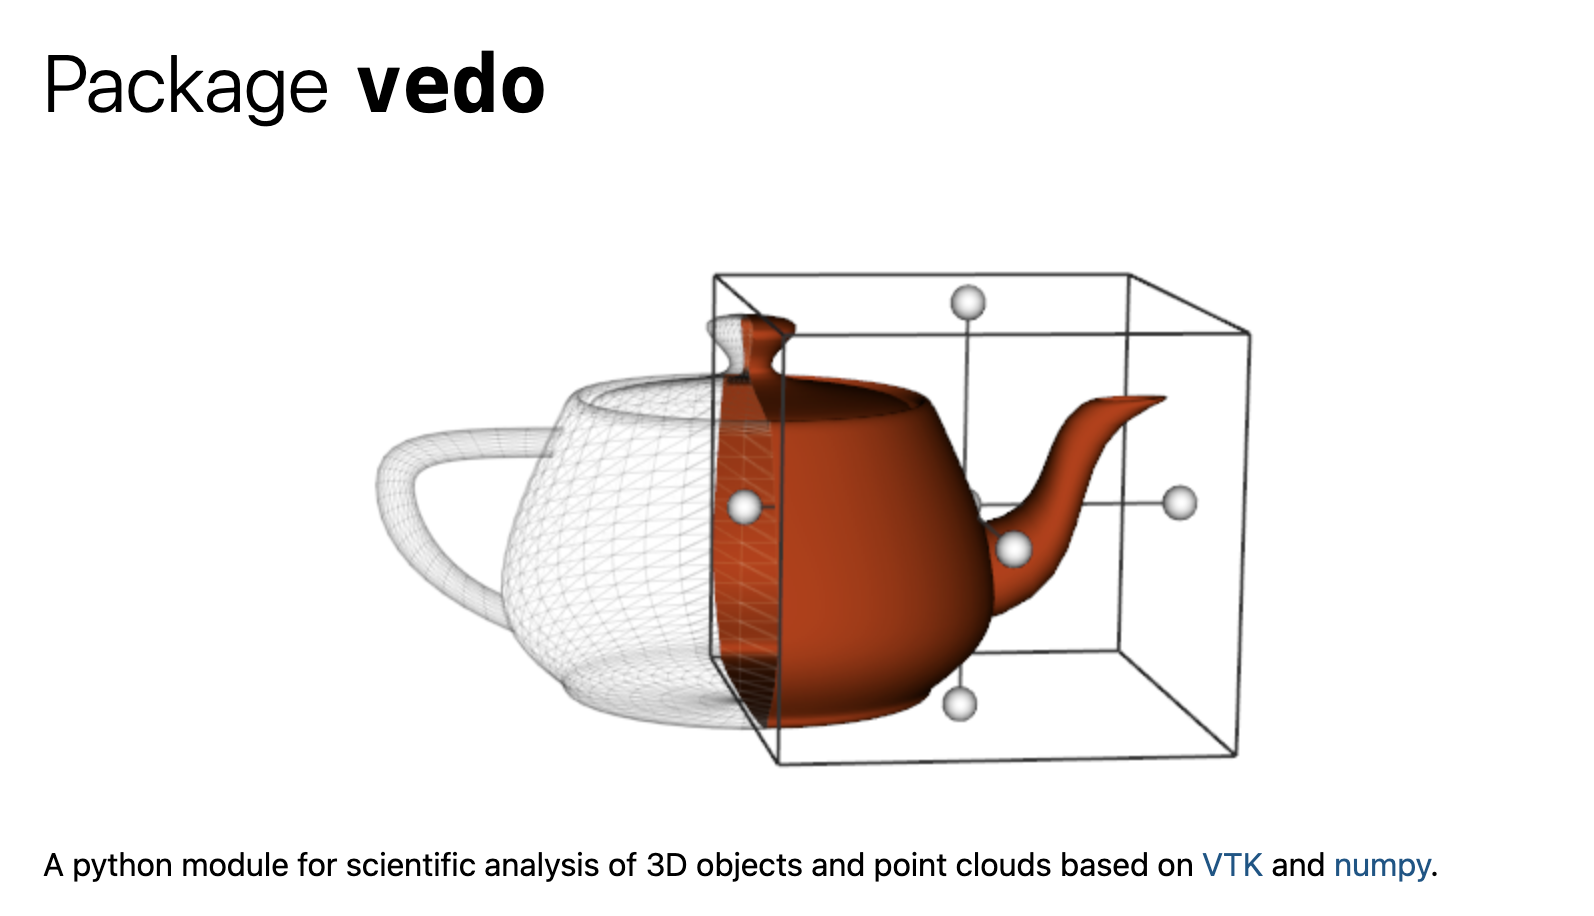 Package vedo
A python module for scientific analysis of 3D objects and point clouds based on VTK and numpy.